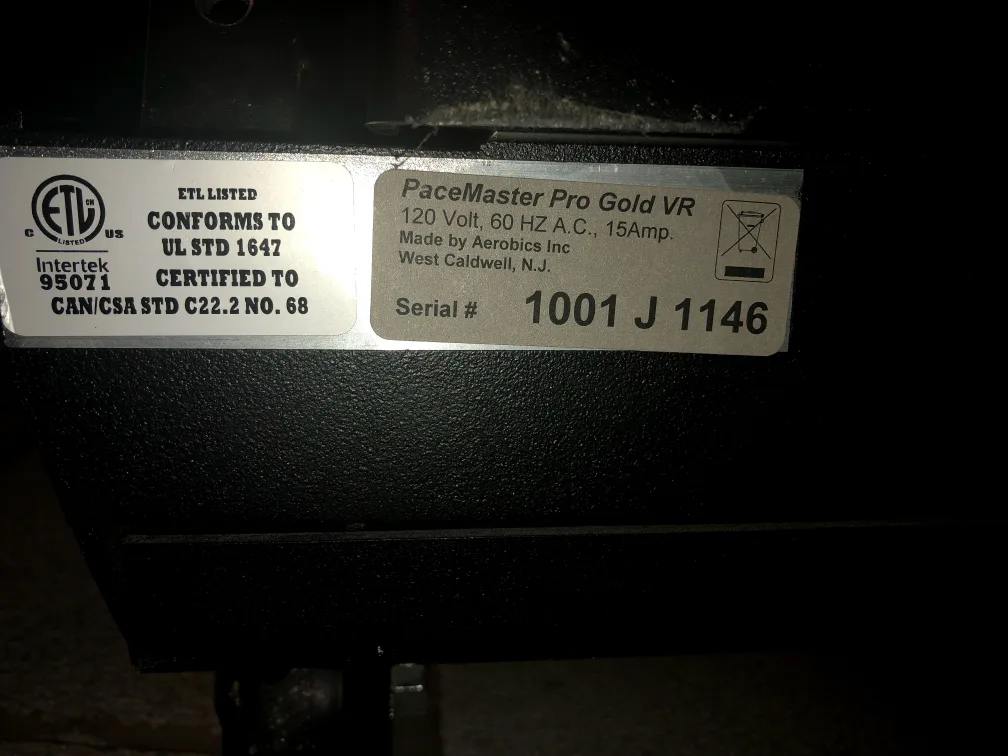 ETL CM
LISTED
C US
Intertek
95071
ETL LISTED
CONFORMS TO
UL STD 1647
CERTIFIED TO
CAN/CSA STD C22.2 NO. 68
PaceMaster Pro Gold VR
120 Volt, 60 HZ A.C., 15Amp.
Made by Aerobics Inc
West Caldwell, N.J.
Serial # 1001 J 1146